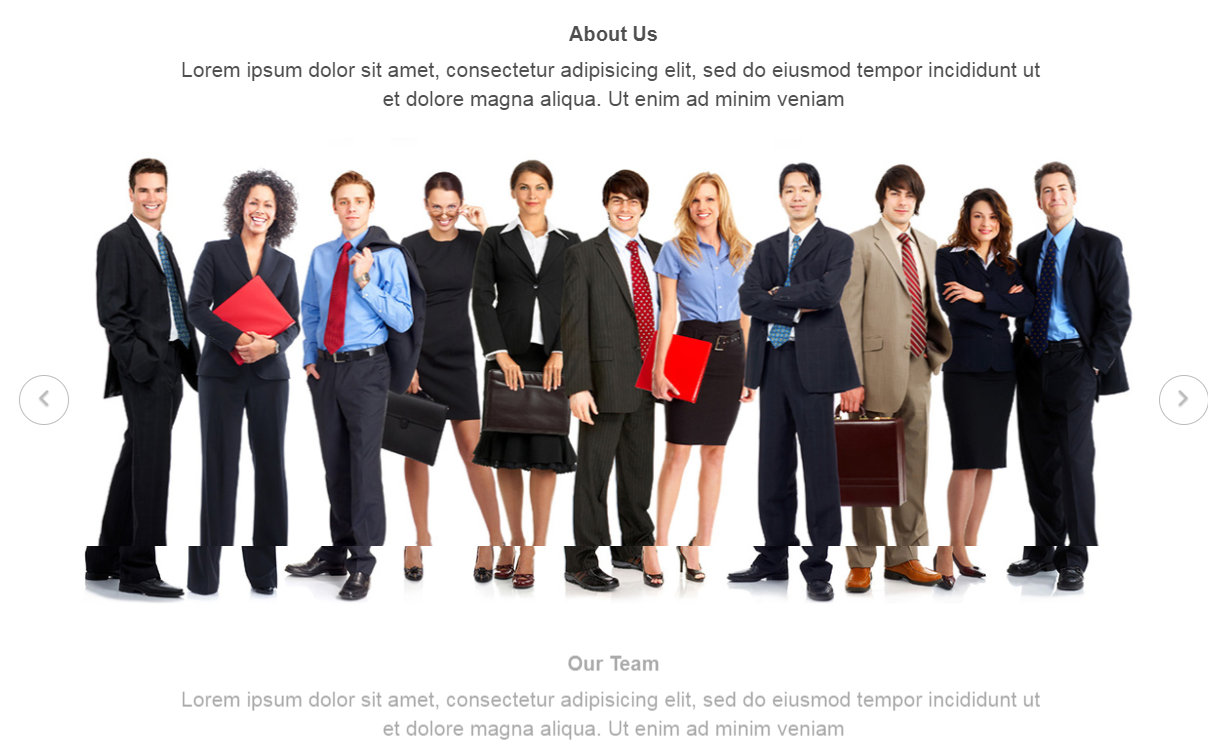 About Us
Lorem ipsum dolor sit amet, consectetur adipisicing elit, sed do eiusmod tempor incididunt ut
et dolore magna aliqua. Ut enim ad minim veniam
Our Team
Lorem ipsum dolor sit amet, consectetur adipisicing elit, sed do eiusmod tempor incididunt ut
et dolore magna aliqua. Ut enim ad minim veniam